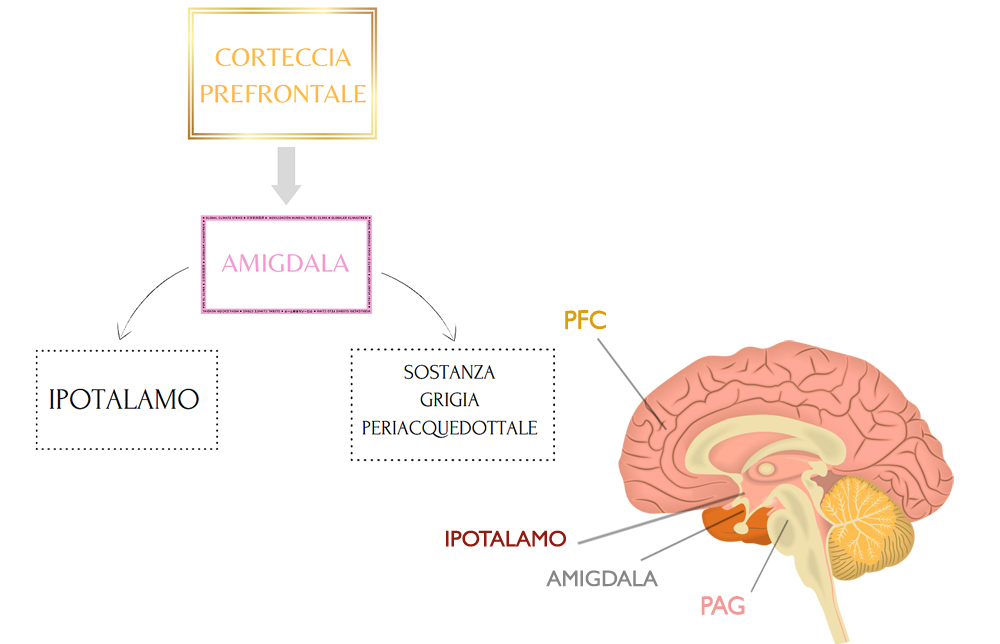 CORTECCIA
PREFRONTALE
AMIGDALA
IPOTALAMO
SOSTANZA
GRIGIA
PERIACQUEDOTTALE
PFC
IPOTALAMO
AMIGDALA
PAG